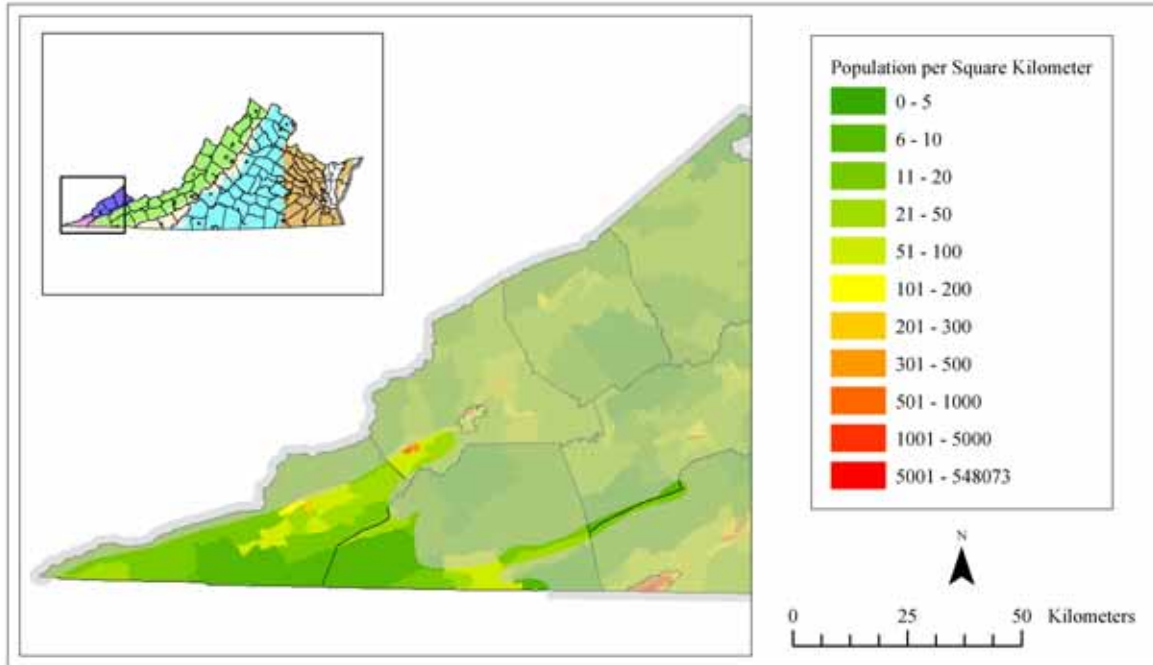 Population per Square Kilometer
0 - 5
6 - 10
11 - 20
21 - 50
51 - 100
101 - 200
201 - 300
301 - 500
501 - 1000
1001 - 5000
5001 - 548073
N
0 25 50 Kilometers